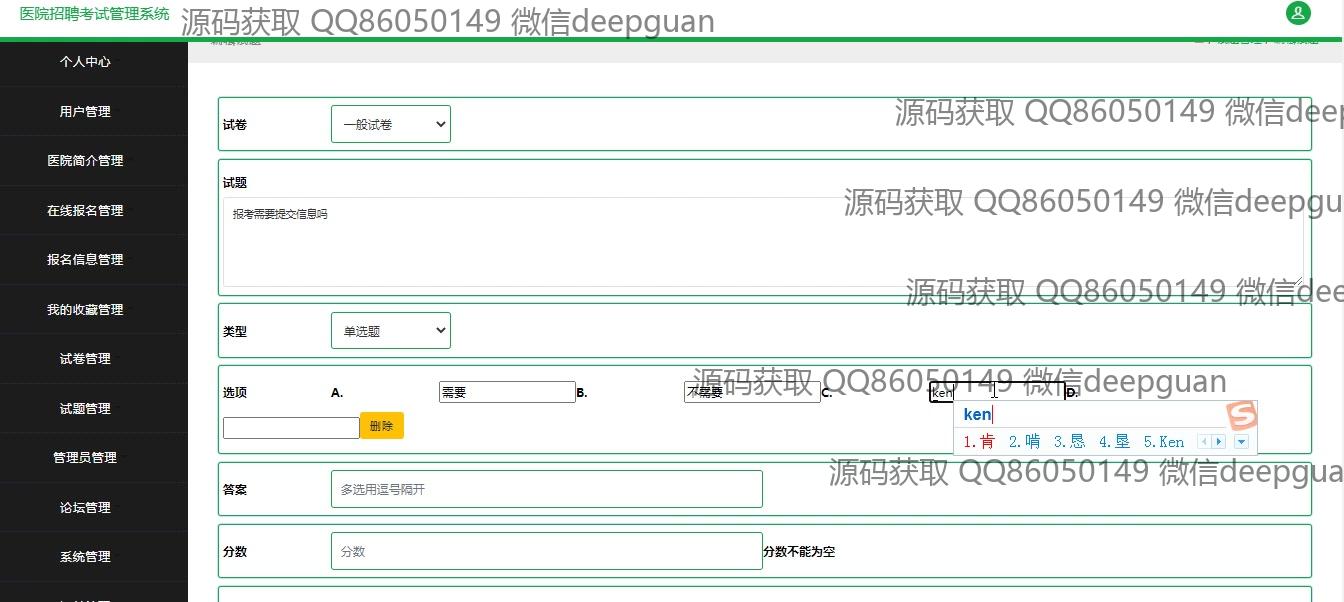 医院招聘考试管理系统
源码获取 QQ86050149 微信deepguan
个人中心
用户管理
医院简介管理
在线报名管理
报名信息管理
我的收藏管理
试卷管理
试题管理
管理员管理
论坛管理
系统管理
试卷
一般试卷
源码获取 QQ86050149 微信deep
试题
报考需要提交信息吗
源码获取 QQ86050149 微信deepgu
源码获取 QQ86050149 微信dee
类型
单选题
选项
A.
需要
B.
不需要
C.
ken
D.
源码获取 QQ86050149 微信deepguan
删除
ken
1.肯 2.啃 3.恳 4.垦 5.Ken
源码获取 QQ86050149 微信deepgua
答案
多选用逗号隔开
分数
分数
分数不能为空